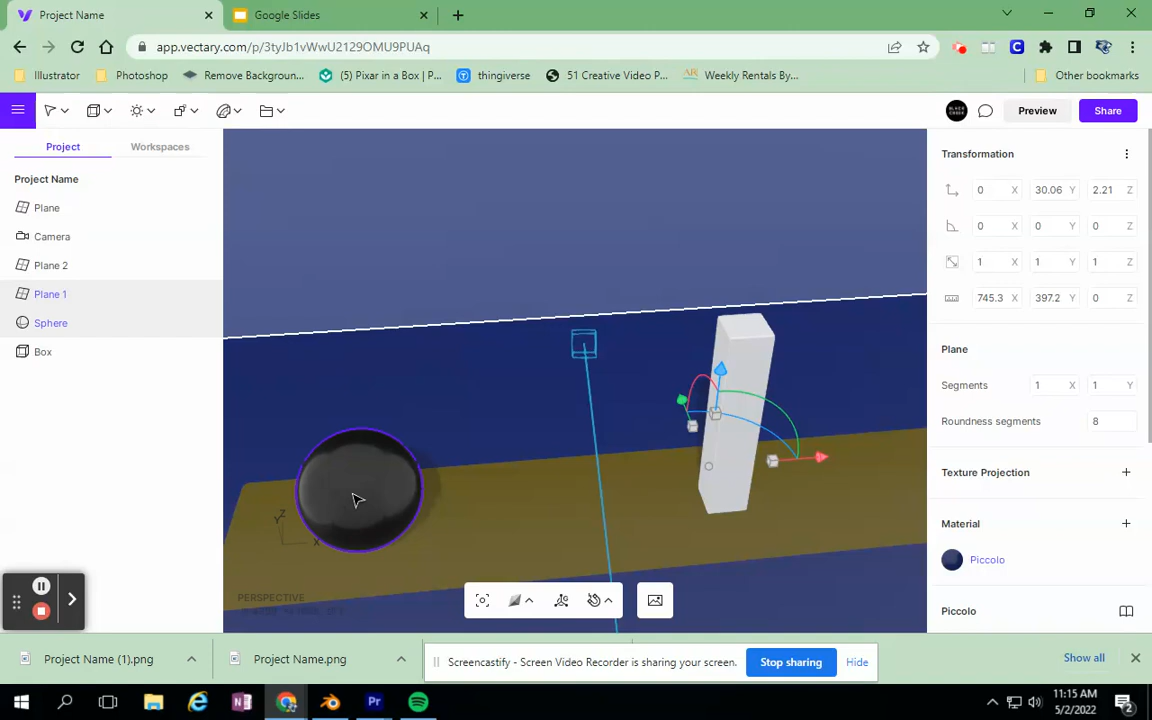 Project Name
Google Slides
app.vectary.com/p/3tyJb1vWwU2129OMU9PUAq
Illustrator
Photoshop
Remove Backgroun...
(5) Pixar in a Box | P...
thingiverse
51 Creative Video P...
AR Weekly Rentals By...
Other bookmarks
Preview
Share
Project
Workspaces
Project Name
Plane
Camera
Plane 2
Plane 1
Sphere
Box
Transformation
0 X 30.06 Y 2.21 Z
0 X 0 Y 0 Z
1 X 1 Y 1 Z
745.3 X 397.2 Y 0 Z
Plane
Segments 1 X 1 Y
Roundness segments 8
Texture Projection
Material
Piccolo
Piccolo
Z
Y
X
PERSPECTIVE
Project Name (1).png
Project Name.png
Screencastify - Screen Video Recorder is sharing your screen.
Stop sharing
Hide
Show all
11:15 AM
5/2/2022
2